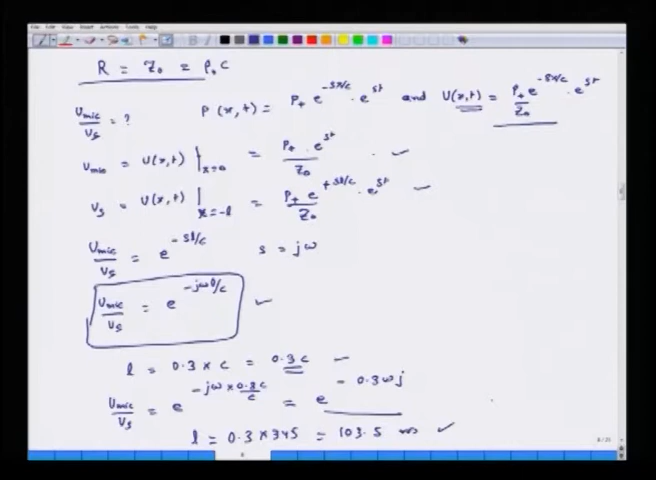 R = Z₀ = ρ₀ C
U_mic / V_s = ? P(x,t) = P₊ e^(-sx/c) · e^(st) and U(x,t) = P₊ e^(-sx/c) / Z₀ · e^(st)
U_mic = U(x,t) |_(x=0) = P₊ · e^(st) / Z₀
V_s = U(x,t) |_(x=-l) = P₊ e^(+sl/c) / Z₀ · e^(st)
U_mic / V_s = e^(-sl/c) s = jω
U_mic / V_s = e^(-jωl/c)
l = 0.3 × c = 0.3 c
U_mic / V_s = e^(-jω × 0.3c/c) = e^(-0.3ωj)
l = 0.3 × 345 = 103.5 m